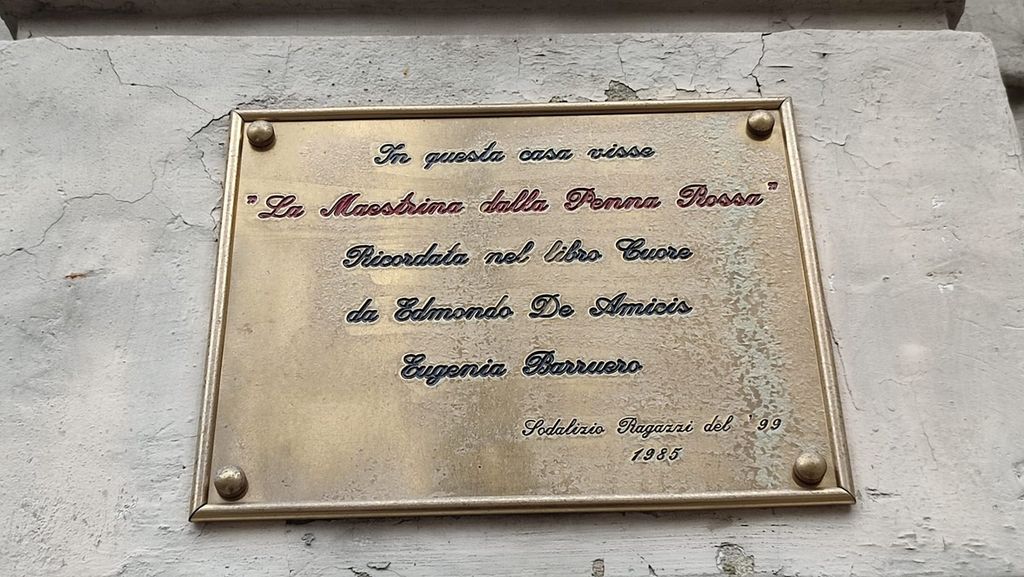 In questa casa visse
"La Maestrina dalla Penna Rossa"
Ricordata nel libro Cuore
da Edmondo De Amicis
Eugenia Barruero
Sodalizio Ragazzi del '99
1985